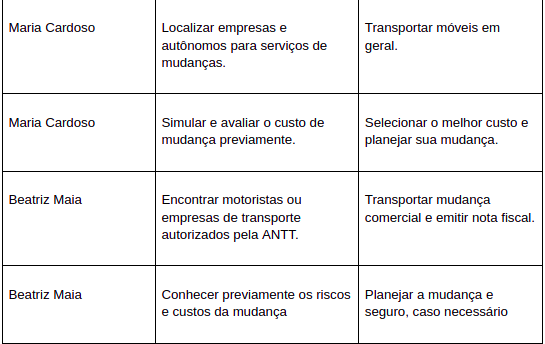 Maria Cardoso
Localizar empresas e
autônomos para serviços de
mudanças.
Transportar móveis em
geral.
Maria Cardoso
Simular e avaliar o custo de
mudança previamente.
Selecionar o melhor custo e
planejar sua mudança.
Beatriz Maia
Encontrar motoristas ou
empresas de transporte
autorizados pela ANTT.
Transportar mudança
comercial e emitir nota fiscal.
Beatriz Maia
Conhecer previamente os riscos
e custos da mudança
Planejar a mudança e
seguro, caso necessário